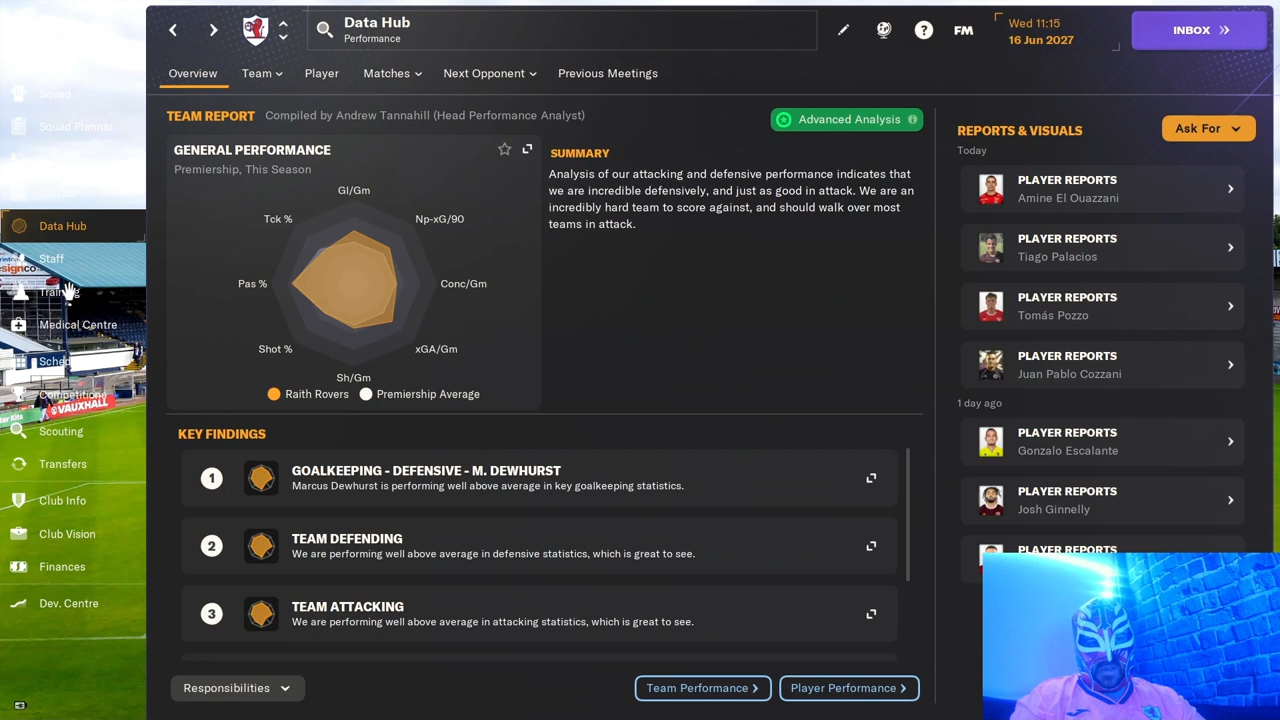 Data Hub
Performance
FM
Wed 11:15
16 Jun 2027
INBOX
Overview
Team
Player
Matches
Next Opponent
Previous Meetings
Squad
Squad Planner
Data Hub
Staff
Medical Centre
Competitions
Scouting
Transfers
Club Info
Club Vision
Finances
Dev. Centre
VAUXHALL
TEAM REPORT
Compiled by Andrew Tannahill (Head Performance Analyst)
Advanced Analysis
GENERAL PERFORMANCE
Premiership, This Season
Gl/Gm
Np-xG/90
Conc/Gm
xGA/Gm
Sh/Gm
Shot %
Pas %
Tck %
Raith Rovers
Premiership Average
SUMMARY
Analysis of our attacking and defensive performance indicates that
we are incredible defensively, and just as good in attack. We are an
incredibly hard team to score against, and should walk over most
teams in attack.
KEY FINDINGS
1
GOALKEEPING - DEFENSIVE - M. DEWHURST
Marcus Dewhurst is performing well above average in key goalkeeping statistics.
2
TEAM DEFENDING
We are performing well above average in defensive statistics, which is great to see.
3
TEAM ATTACKING
We are performing well above average in attacking statistics, which is great to see.
Responsibilities
Team Performance
Player Performance
REPORTS & VISUALS
Ask For
Today
PLAYER REPORTS
Amine El Ouazzani
PLAYER REPORTS
Tiago Palacios
PLAYER REPORTS
Tomás Pozzo
PLAYER REPORTS
Juan Pablo Cozzani
1 day ago
PLAYER REPORTS
Gonzalo Escalante
PLAYER REPORTS
Josh Ginnelly
PLAYER REPORTS